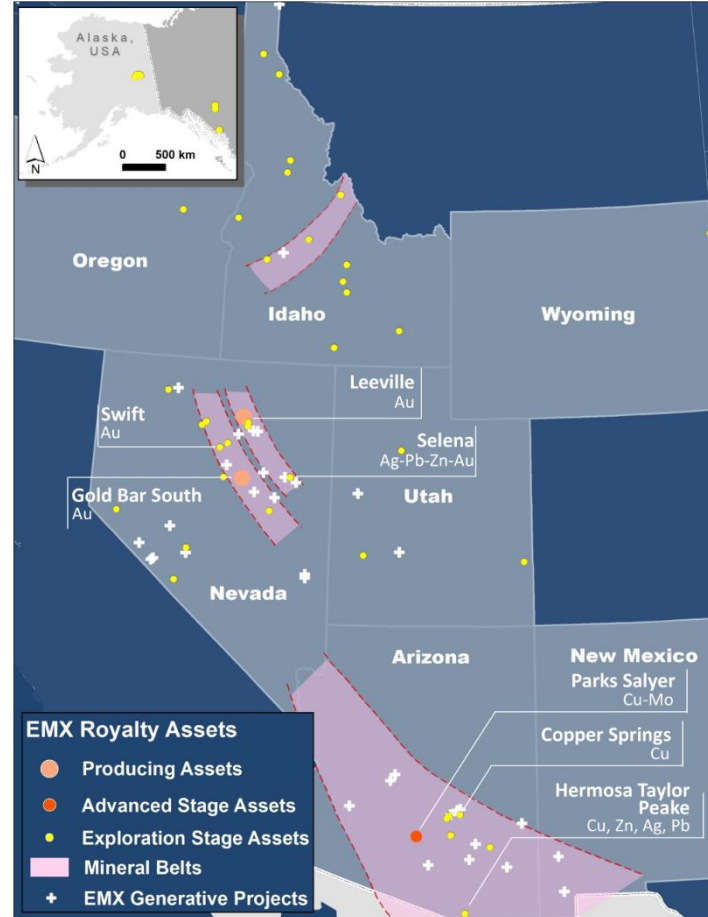 Alaska,
USA
0 500 km
N
Oregon
Idaho
Wyoming
Leeville
Au
Swift
Au
Selena
Ag-Pb-Zn-Au
Gold Bar South
Au
Utah
Nevada
Arizona
New Mexico
Parks Salyer
Cu-Mo
Copper Springs
Cu
Hermosa Taylor
Peake
Cu, Zn, Ag, Pb
EMX Royalty Assets
Producing Assets
Advanced Stage Assets
Exploration Stage Assets
Mineral Belts
EMX Generative Projects